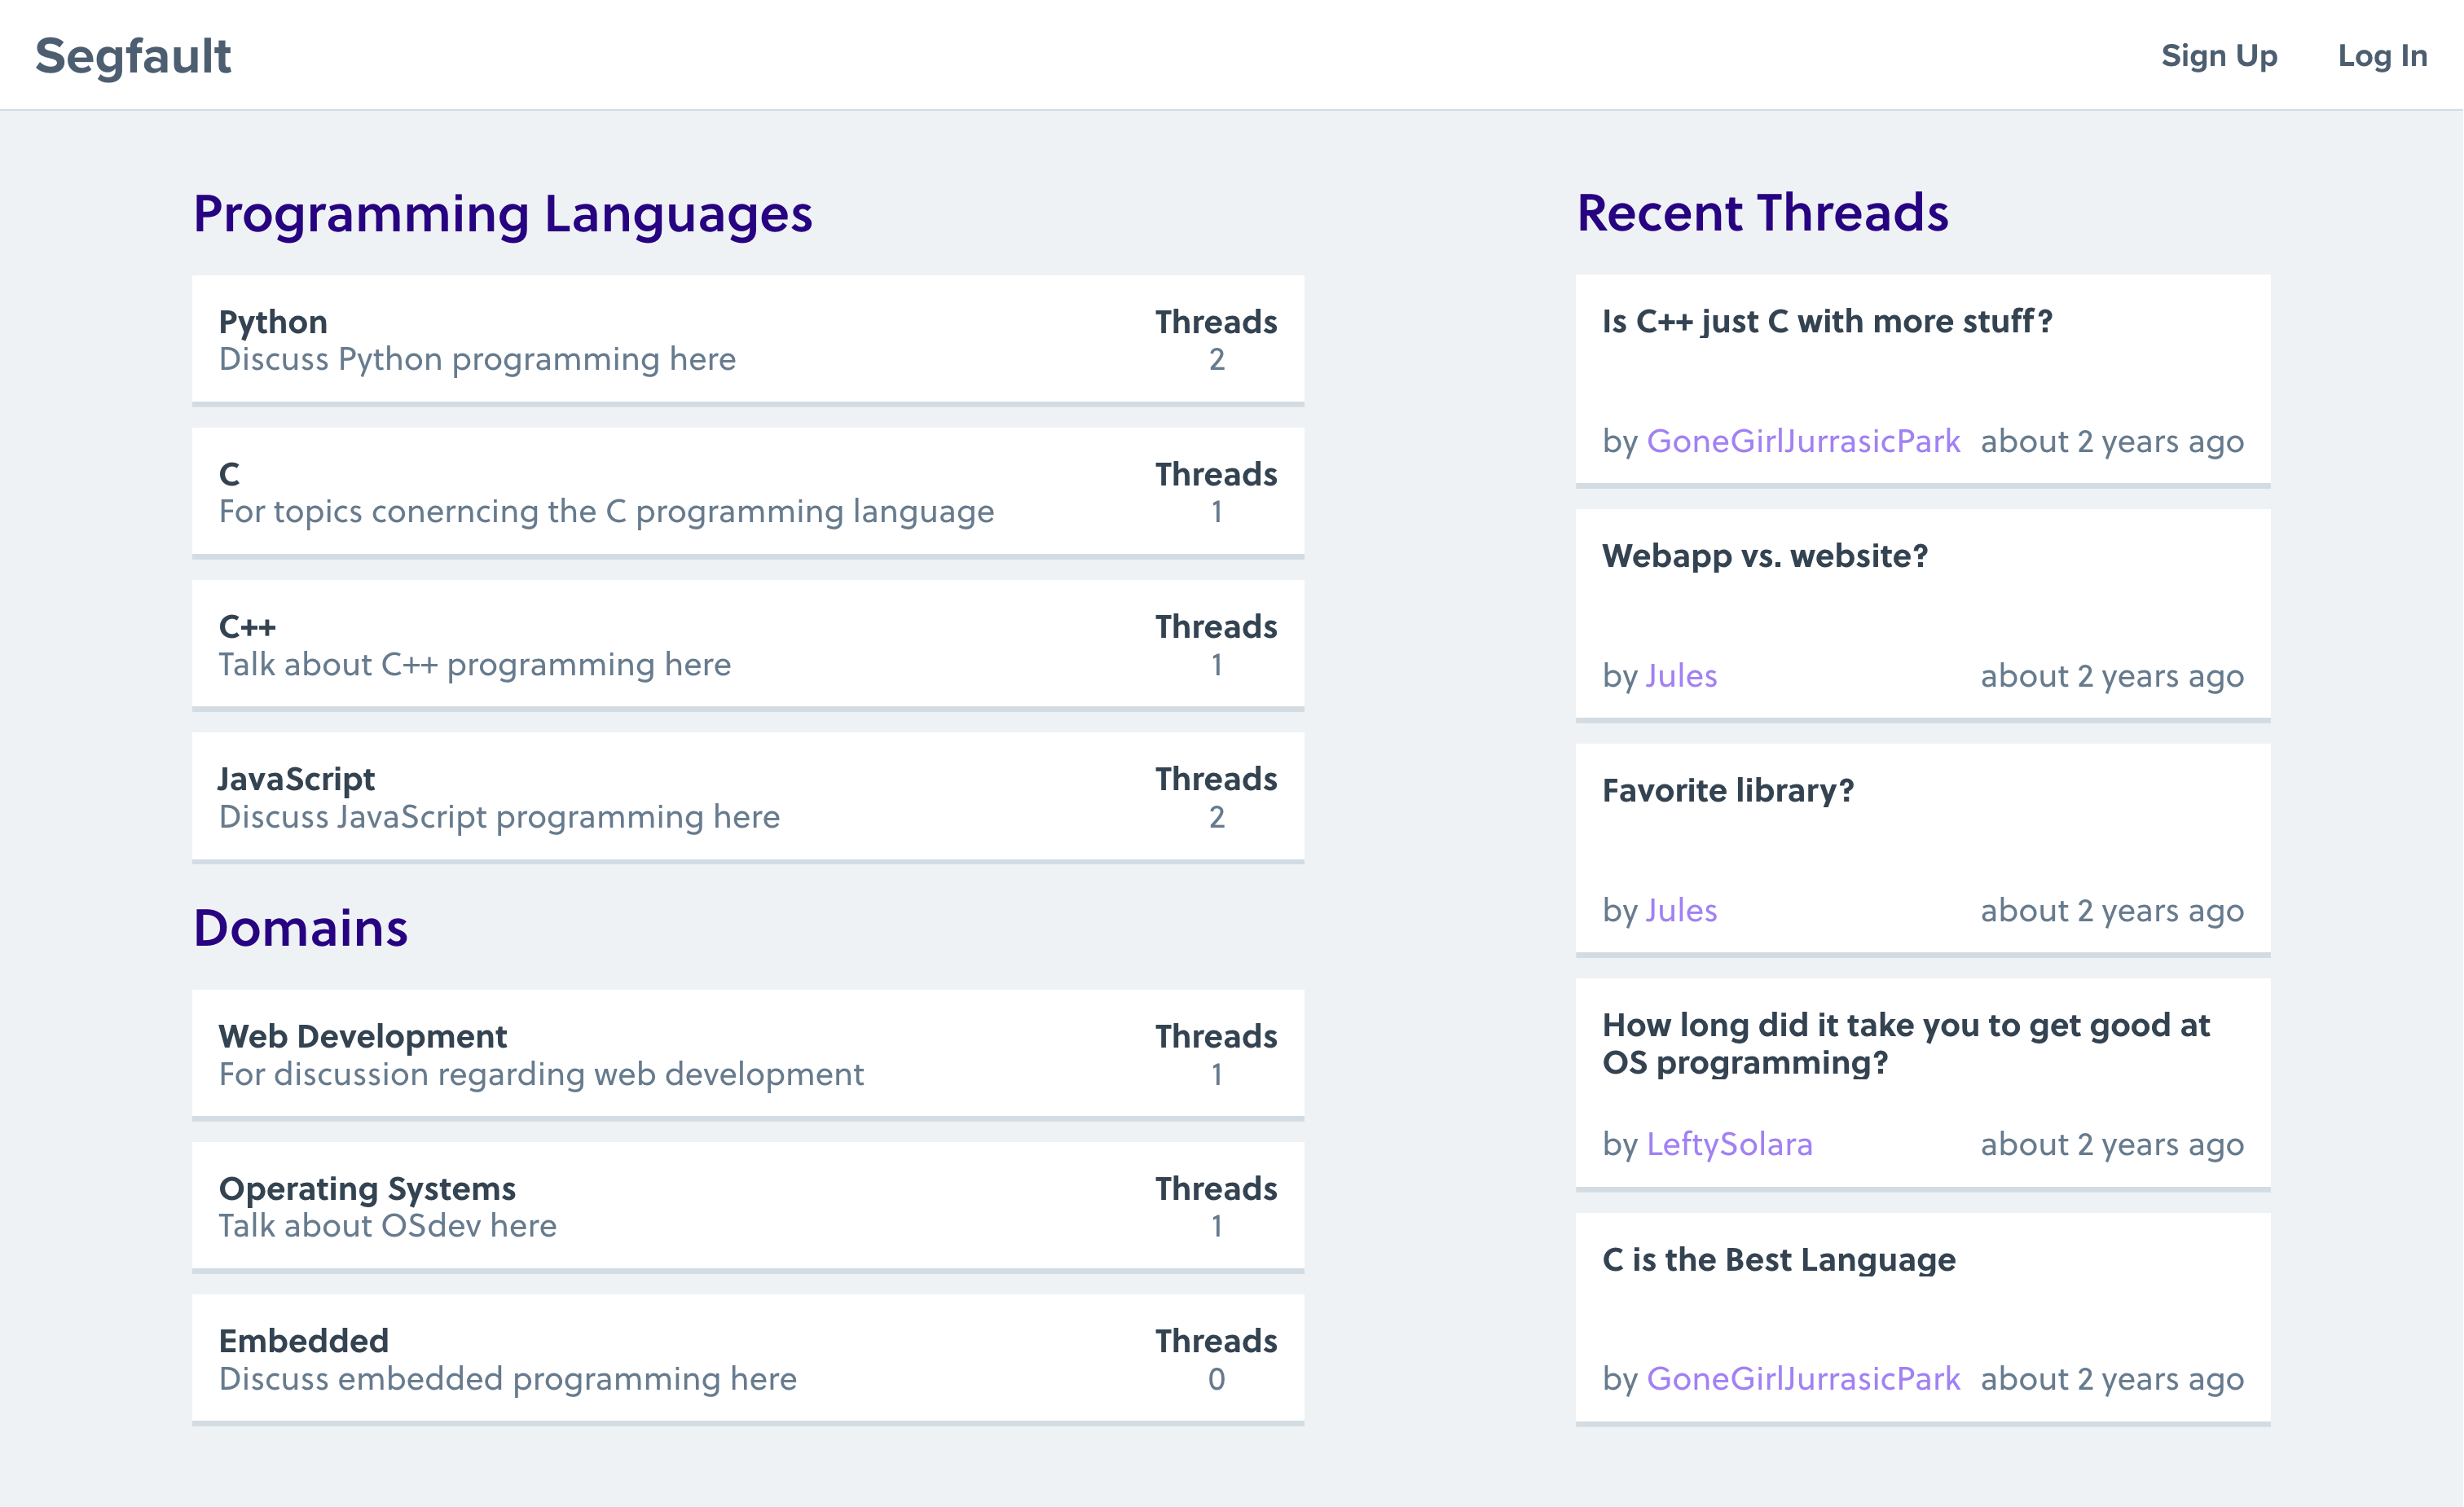 Segfault
Sign Up
Log In
Programming Languages
Python
Discuss Python programming here
Threads
2
C
For topics conerncing the C programming language
Threads
1
C++
Talk about C++ programming here
Threads
1
JavaScript
Discuss JavaScript programming here
Threads
2
Domains
Web Development
For discussion regarding web development
Threads
1
Operating Systems
Talk about OSdev here
Threads
1
Embedded
Discuss embedded programming here
Threads
0
Recent Threads
Is C++ just C with more stuff?
by GoneGirlJurrasicPark about 2 years ago
Webapp vs. website?
by Jules about 2 years ago
Favorite library?
by Jules about 2 years ago
How long did it take you to get good at
OS programming?
by LeftySolara about 2 years ago
C is the Best Language
by GoneGirlJurrasicPark about 2 years ago